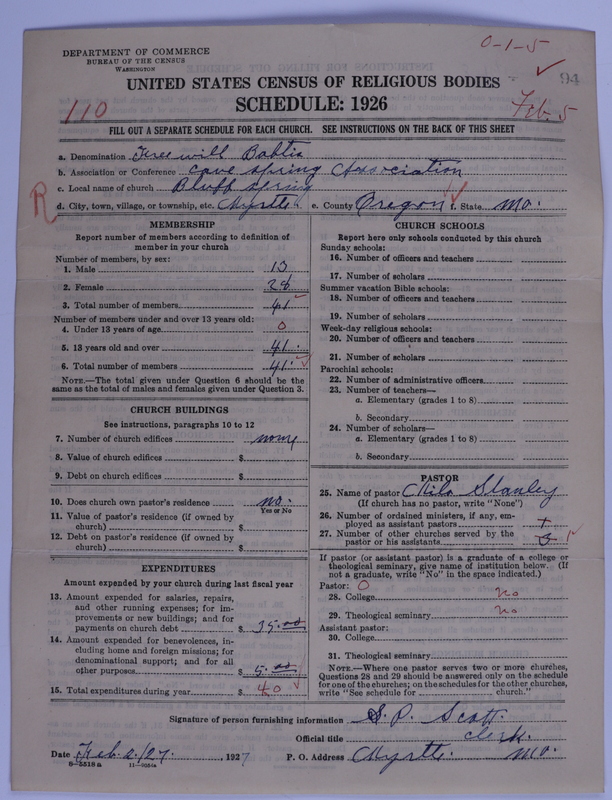 DEPARTMENT OF COMMERCE
BUREAU OF THE CENSUS
WASHINGTON
0-1-5
94
UNITED STATES CENSUS OF RELIGIOUS BODIES
SCHEDULE: 1926
110
Feb 5
FILL OUT A SEPARATE SCHEDULE FOR EACH CHURCH. SEE INSTRUCTIONS ON THE BACK OF THIS SHEET
a. Denomination Free will Babtis
b. Association or Conference cave Spring Association
c. Local name of church Bluff Spring
R
d. City, town, village, or township, etc. Myrtle e. County Oregon f. State Mo.
MEMBERSHIP
Report number of members according to definition of
member in your church
Number of members, by sex:
1. Male 13
2. Female 28
3. Total number of members 41
Number of members under and over 13 years old:
4. Under 13 years of age 0
5. 13 years old and over 41
6. Total number of members 41
NOTE.—The total given under Question 6 should be
same as the total of males and females given under Question 3.
CHURCH BUILDINGS
See instructions, paragraphs 10 to 12
7. Number of church edifices none
8. Value of church edifices $
9. Debt on church edifices $
10. Does church own pastor's residence no.
Yes or No
11. Value of pastor's residence (if owned by
church) $
12. Debt on pastor's residence (if owned by
church) $
EXPENDITURES
Amount expended by your church during last fiscal year
13. Amount expended for salaries, repairs,
and other running expenses; for im-
provements or new buildings; and for
payments on church debt $ 35.00
14. Amount expended for benevolences, in-
cluding home and foreign missions; for
denominational support; and for all
other purposes $ 5.00
15. Total expenditures during year $ 40
CHURCH SCHOOLS
Report here only schools conducted by this church
Sunday schools:
16. Number of officers and teachers
17. Number of scholars
Summer vacation Bible schools:
18. Number of officers and teachers
19. Number of scholars
Week-day religious schools:
20. Number of officers and teachers
21. Number of scholars
Parochial schools:
22. Number of administrative officers
23. Number of teachers—
a. Elementary (grades 1 to 8)
b. Secondary
24. Number of scholars—
a. Elementary (grades 1 to 8)
b. Secondary
PASTOR
25. Name of pastor Milo Stanley
(If church has no pastor, write "None")
26. Number of ordained ministers, if any, em-
ployed as assistant pastors
27. Number of other churches served by the
pastor or his assistants
If pastor (or assistant pastor) is a graduate of a college or
theological seminary, give name of institution below. (If
not a graduate, write "No" in the space indicated.)
Pastor: 0
28. College no
29. Theological seminary no
Assistant pastor:
30. College
31. Theological seminary
NOTE.—Where one pastor serves two or more churches,
Questions 28 and 29 should be answered only on the schedule
for one of the churches; on the schedules for the other churches,
write "See schedule for church."
Signature of person furnishing information S. P. Scott
Official title clerk.
Date Feb 2/27. 1927 P. O. Address Myrtle. Mo.
8-5518a 11-9084a